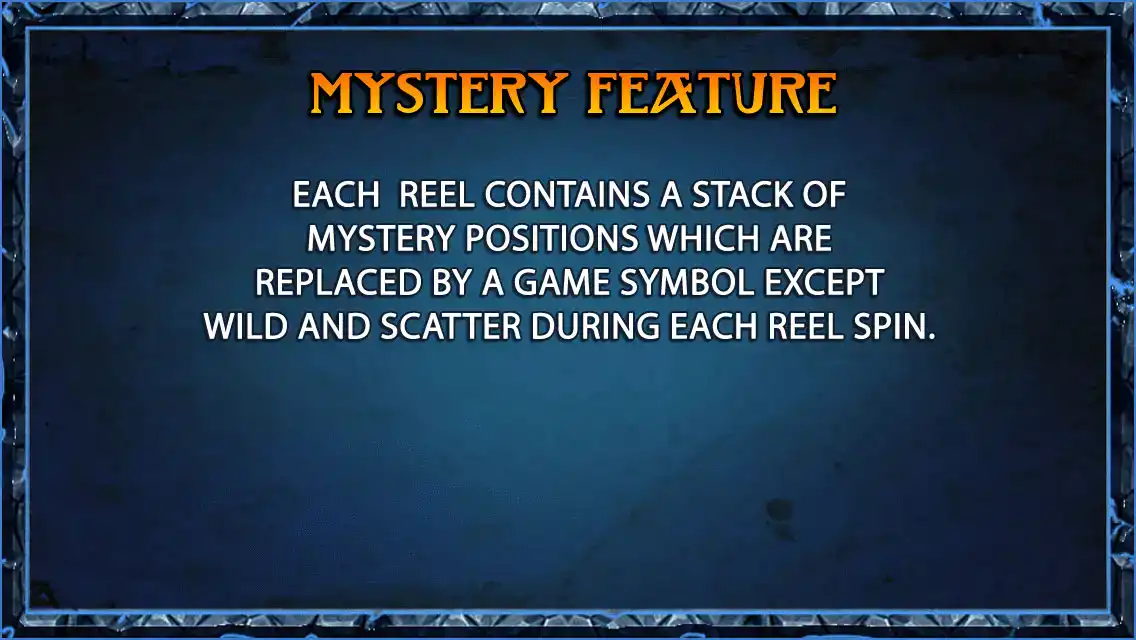 MYSTERY FEATURE
EACH  REEL CONTAINS A STACK OF
MYSTERY POSITIONS WHICH ARE
REPLACED BY A GAME SYMBOL EXCEPT
WILD AND SCATTER DURING EACH REEL SPIN.